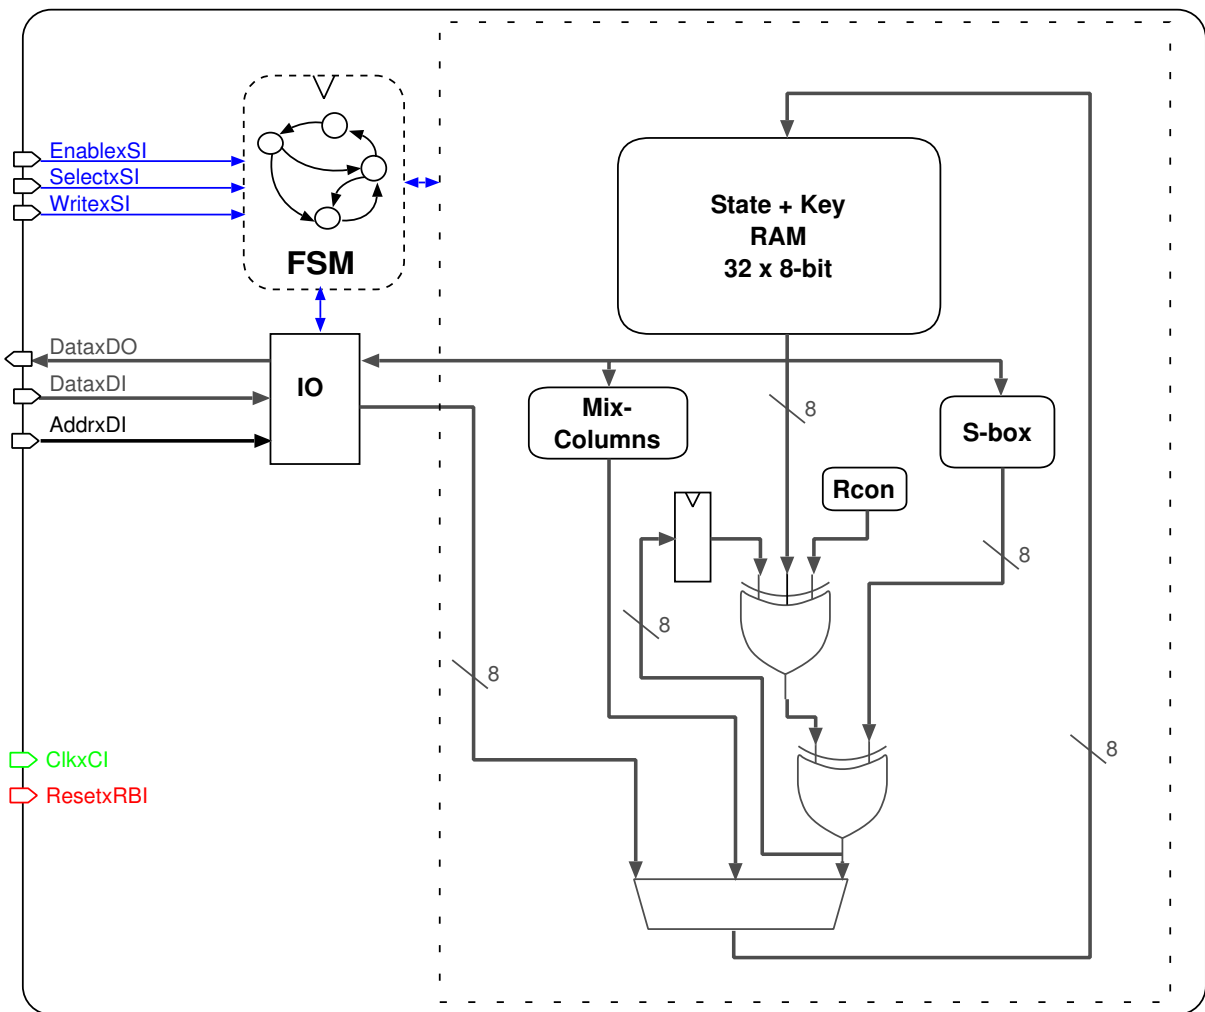 EnablexSI
SelectxSI
WritexSI
FSM
State + Key
RAM
32 x 8-bit
DataxDO
DataxDI
AddrxDI
IO
Mix-
Columns
8
S-box
Rcon
8
8
8
8
ClkxCI
ResetxRBI